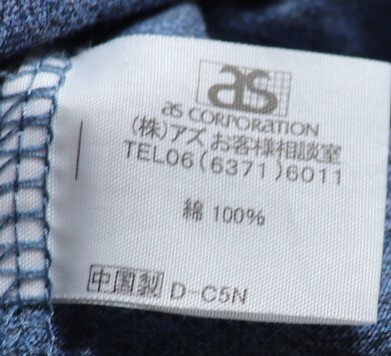 as
as CORPORATION
(株)アズ お客様相談室
TEL06(6371)6011
綿 100%
中国製 D-C5N